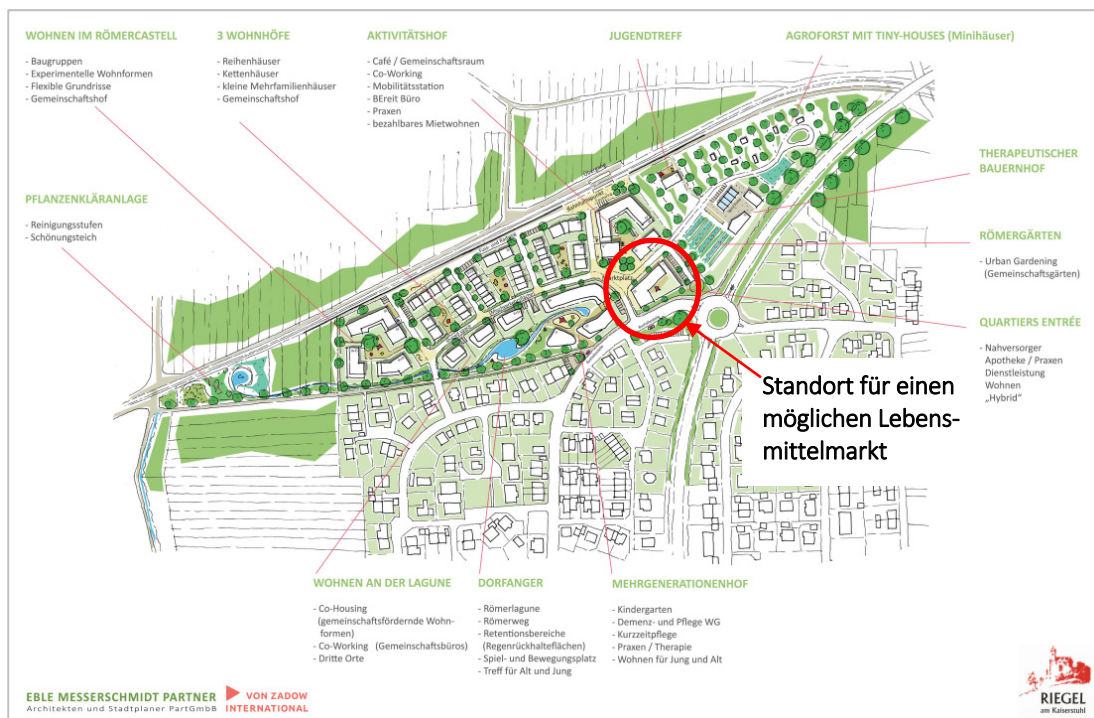 WOHNEN IM RÖMERCASTELL
- Baugruppen
- Experimentelle Wohnformen
- Flexible Grundrisse
- Gemeinschaftshof
3 WOHNHÖFE
- Reihenhäuser
- Kettenhäuser
- kleine Mehrfamilienhäuser
- Gemeinschaftshof
AKTIVITÄTSHOF
- Café / Gemeinschaftsraum
- Co-Working
- Mobilitätsstation
- BEreit Büro
- Praxen
- bezahlbares Mietwohnen
JUGENDTREFF
AGROFORST MIT TINY-HOUSES (Minihäuser)
THERAPEUTISCHER
BAUERNHOF
PFLANZENKLÄRANLAGE
- Reinigungsstufen
- Schönungsteich
RÖMERGÄRTEN
- Urban Gardening
(Gemeinschaftsgärten)
QUARTIERS ENTRÉE
- Nahversorger
Apotheke / Praxen
Dienstleistung
Wohnen
„Hybrid"
Marktplatz
Standort für einen
möglichen Lebens-
mittelmarkt
WOHNEN AN DER LAGUNE
- Co-Housing
(gemeinschaftsfördernde Wohn-
formen)
- Co-Working (Gemeinschaftsbüros)
- Dritte Orte
DORFANGER
- Römerlagune
- Römerweg
- Retentionsbereiche
(Regenrückhalteflächen)
- Spiel- und Bewegungsplatz
- Treff für Alt und Jung
MEHRGENERATIONENHOF
- Kindergarten
- Demenz- und Pflege WG
- Kurzzeitpflege
- Praxen / Therapie
- Wohnen für Jung und Alt
EBLE MESSERSCHMIDT PARTNER
Architekten und Stadtplaner PartGmbB
VON ZADOW
INTERNATIONAL
RIEGEL
am Kaiserstuhl